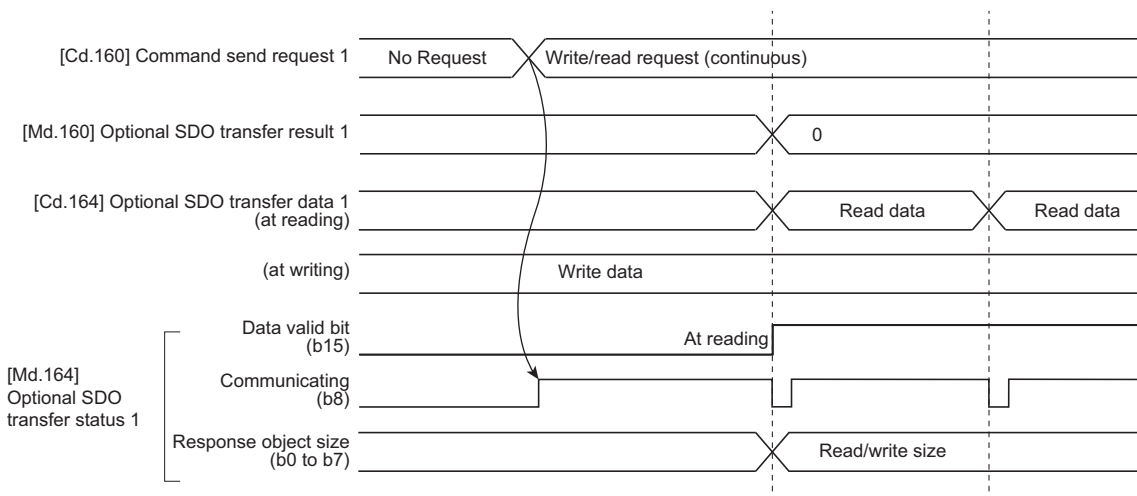 [Cd.160] Command send request 1
No Request
Write/read request (continuous)
[Md.160] Optional SDO transfer result 1
0
[Cd.164] Optional SDO transfer data 1
(at reading)
Read data
Read data
(at writing)
Write data
Data valid bit
(b15)
At reading
[Md.164]
Optional SDO
transfer status 1
Communicating
(b8)
Response object size
(b0 to b7)
Read/write size